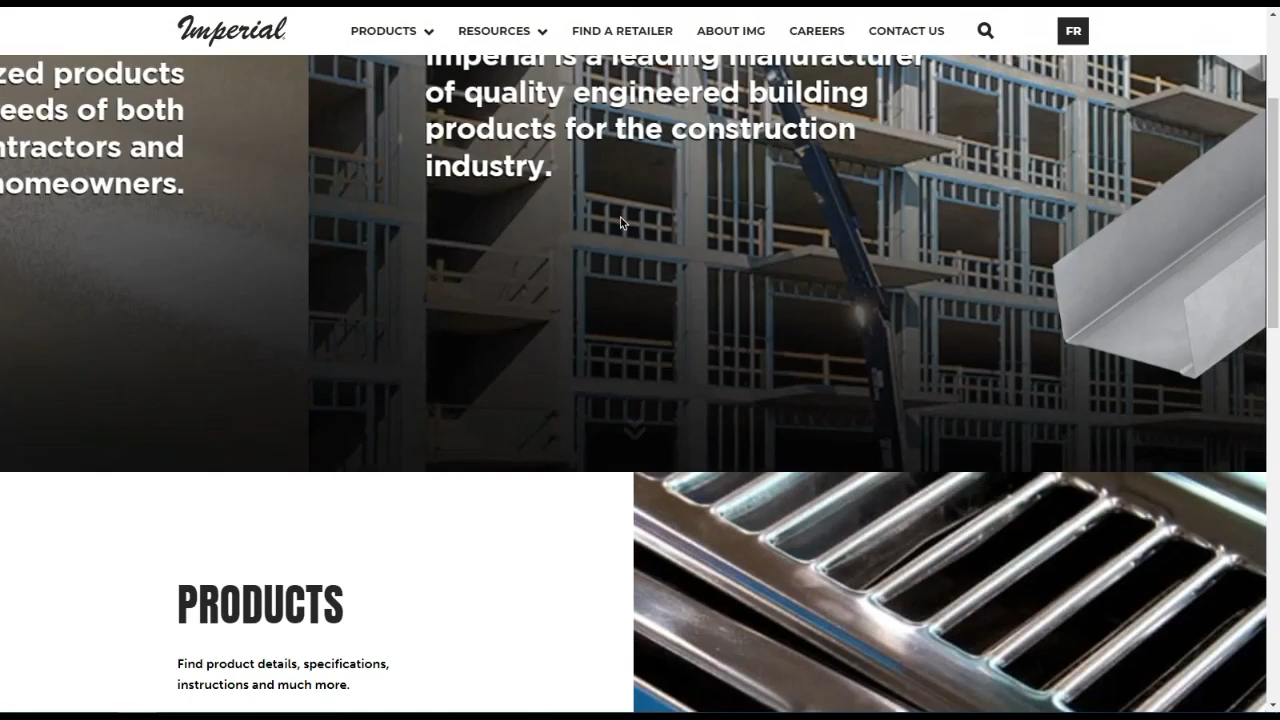 Imperial
PRODUCTS
RESOURCES
FIND A RETAILER
ABOUT IMG
CAREERS
CONTACT US
FR
zed products
eeds of both
ntractors and
homeowners.
Imperial is a leading manufacturer
of quality engineered building
products for the construction
industry.
PRODUCTS
Find product details, specifications,
instructions and much more.